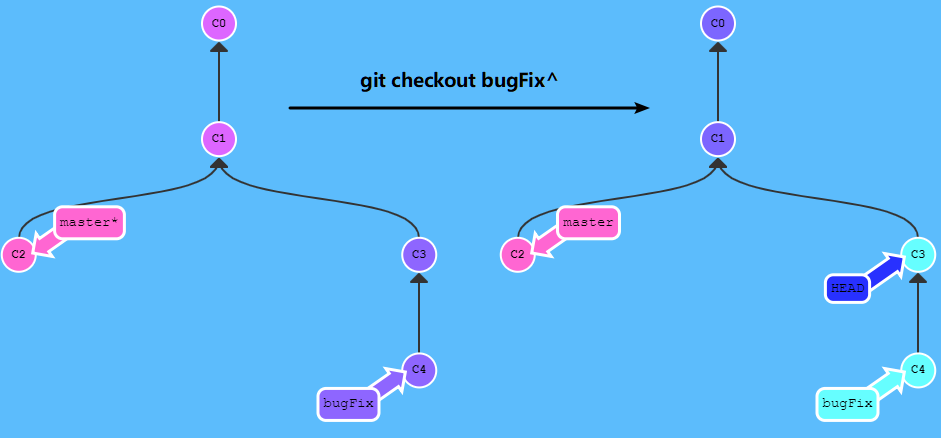 C0
C0
git checkout bugFix^
C1
C1
master*
master
C2
C3
C2
C3
HEAD
C4
C4
bugFix
bugFix